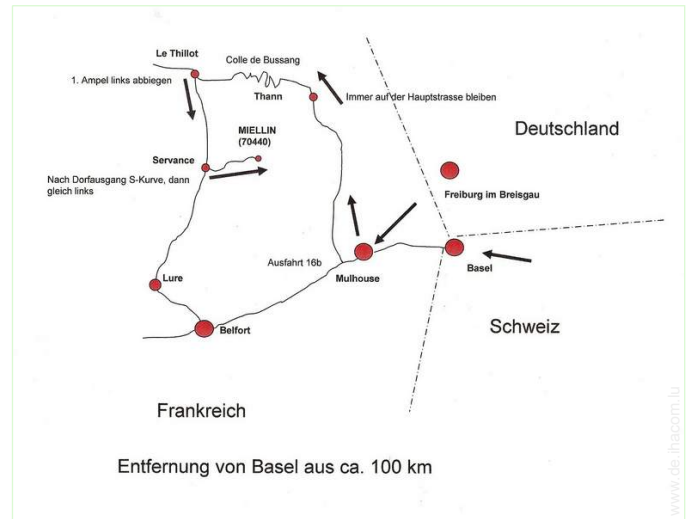 Le Thillot
Colle de Bussang
1. Ampel links abbiegen
Thann
Immer auf der Hauptstrasse bleiben
Deutschland
MIELLIN
(70440)
Servance
Nach Dorfausgang S-Kurve, dann
gleich links
Freiburg im Breisgau
Ausfahrt 16b
Mulhouse
Basel
Lure
Belfort
Schweiz
Frankreich
Entfernung von Basel aus ca. 100 km
www.de.ihacom.lu